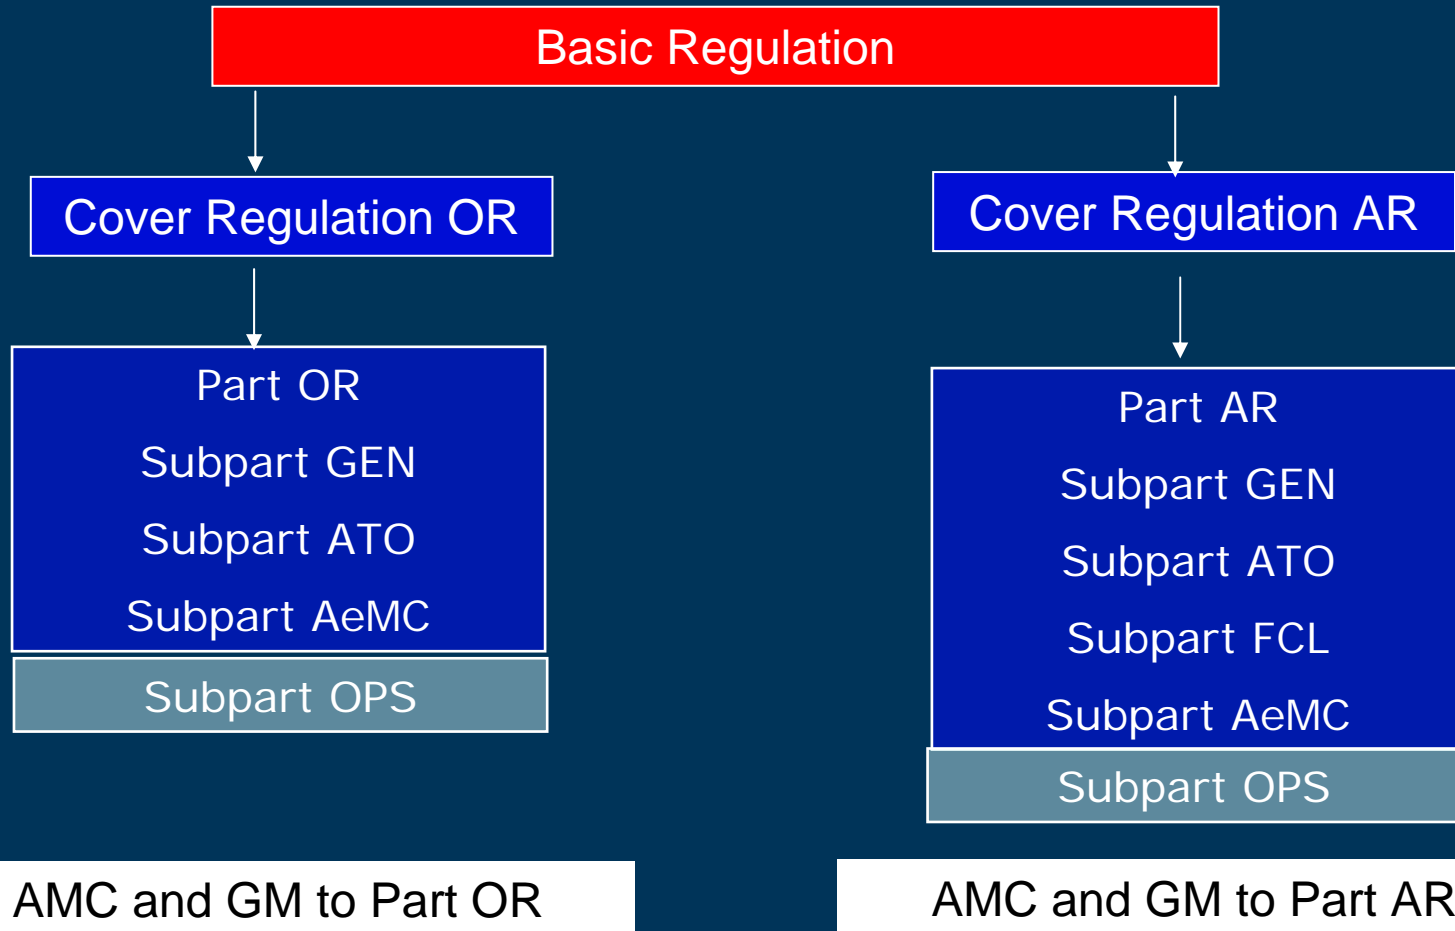 Basic Regulation
Cover Regulation OR
Part OR
Subpart GEN
Subpart ATO
Subpart AeMC
Subpart OPS
AMC and GM to Part OR
Cover Regulation AR
Part AR
Subpart GEN
Subpart ATO
Subpart FCL
Subpart AeMC
Subpart OPS
AMC and GM to Part AR